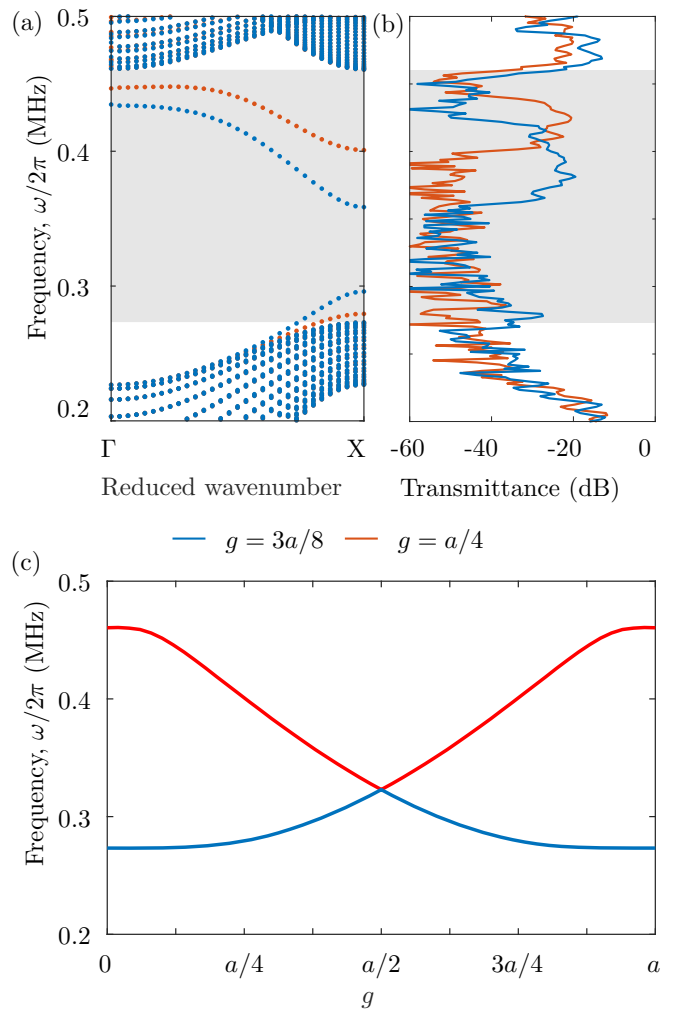 (a)
(b)
0.5
0.4
0.3
0.2
Frequency, ω/2π (MHz)
Γ
X
-60
-40
-20
0
Reduced wavenumber
Transmittance (dB)
g = 3a/8
g = a/4
(c)
0.5
0.4
0.3
0.2
Frequency, ω/2π (MHz)
0
a/4
a/2
3a/4
a
g